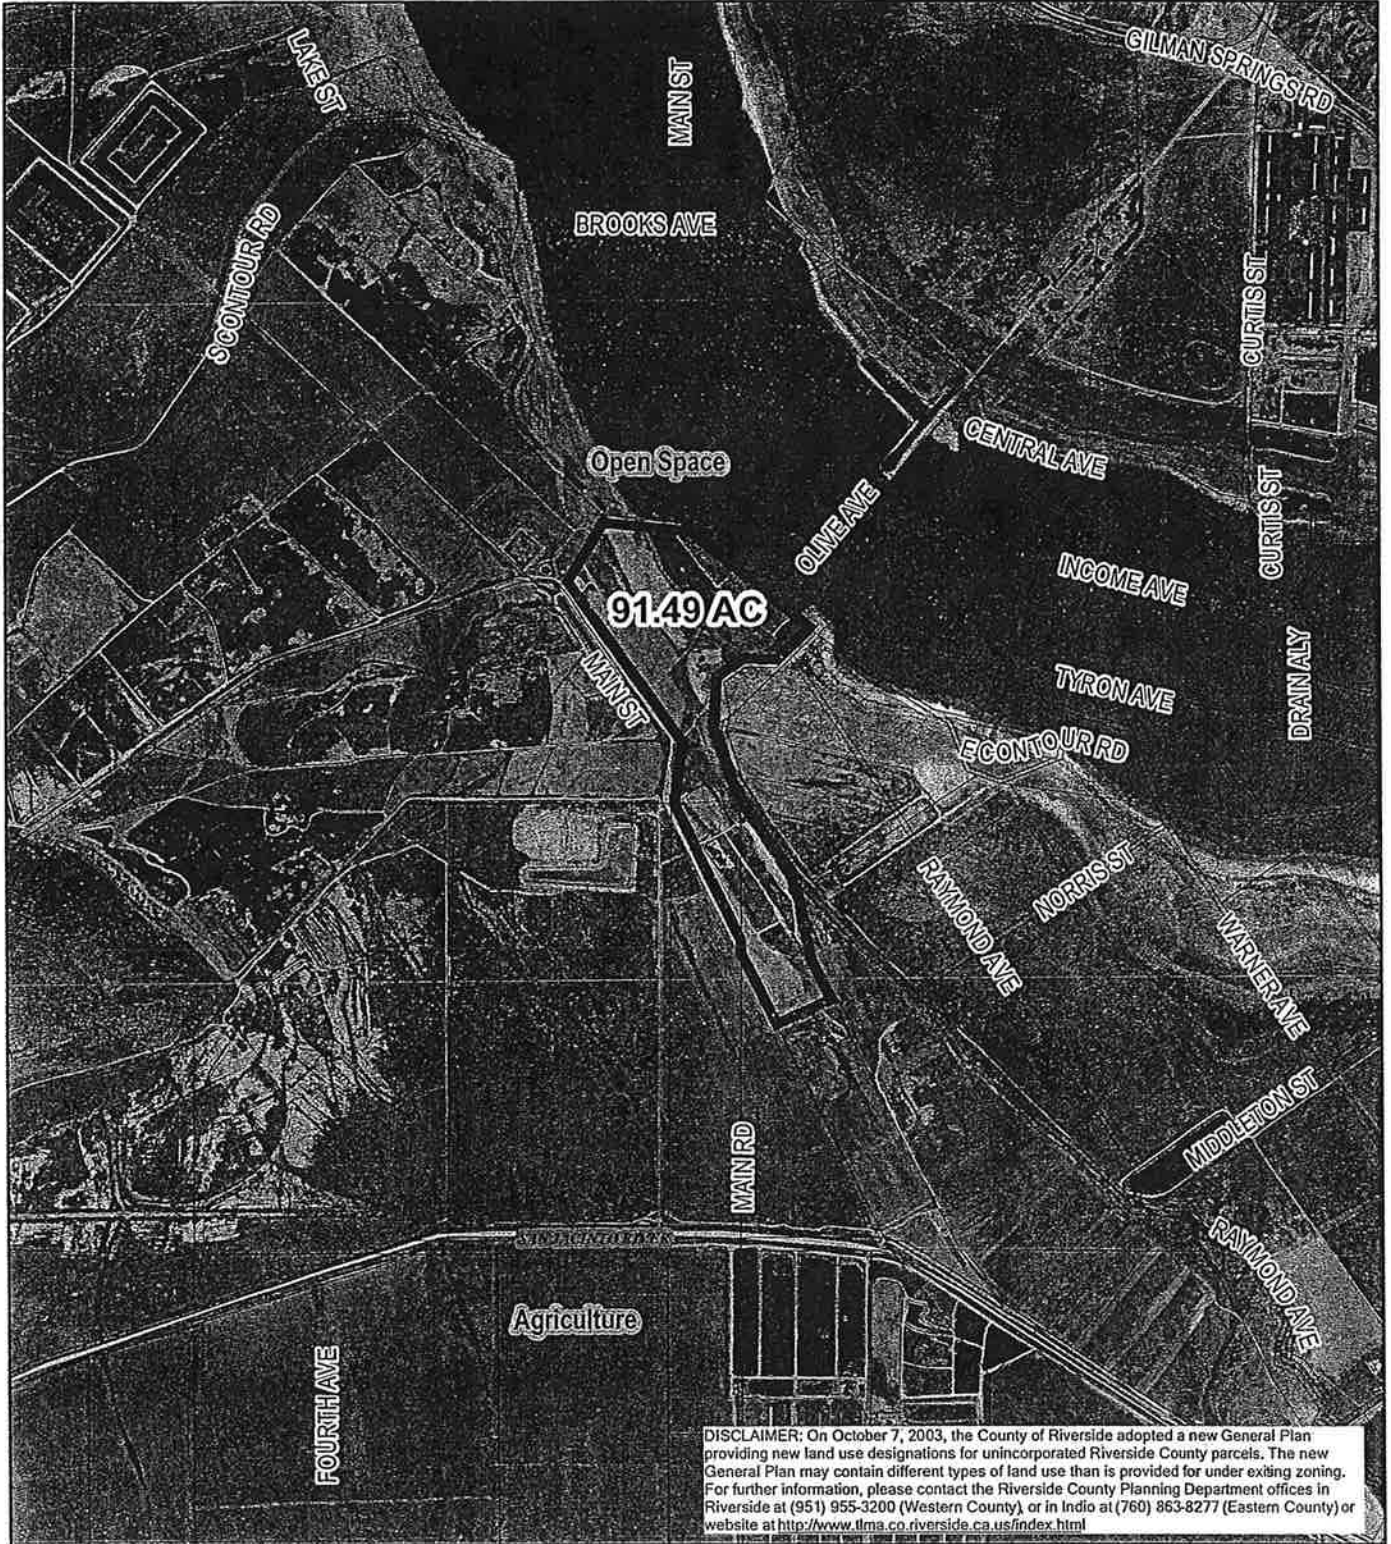 LAKE ST
MAIN ST
GILMAN SPRINGS RD
BROOKS AVE
S CONTOUR RD
CURTIS ST
CENTRAL AVE
Open Space
OLIVE AVE
CURTIS ST
INCOME AVE
91.49 AC
MAIN ST
TYRON AVE
DRAIN ALY
E CONTOUR RD
RAYMOND AVE
NORRIS ST
WARNER AVE
MIDDLETON ST
MAIN RD
SAN JACINTO RIVER
RAYMOND AVE
Agriculture
FOURTH AVE
DISCLAIMER: On October 7, 2003, the County of Riverside adopted a new General Plan
providing new land use designations for unincorporated Riverside County parcels. The new
General Plan may contain different types of land use than is provided for under exiting zoning.
For further information, please contact the Riverside County Planning Department offices in
Riverside at (951) 955-3200 (Western County), or in Indio at (760) 863-8277 (Eastern County) or
website at http://www.tlma.co.riverside.ca.us/index.html